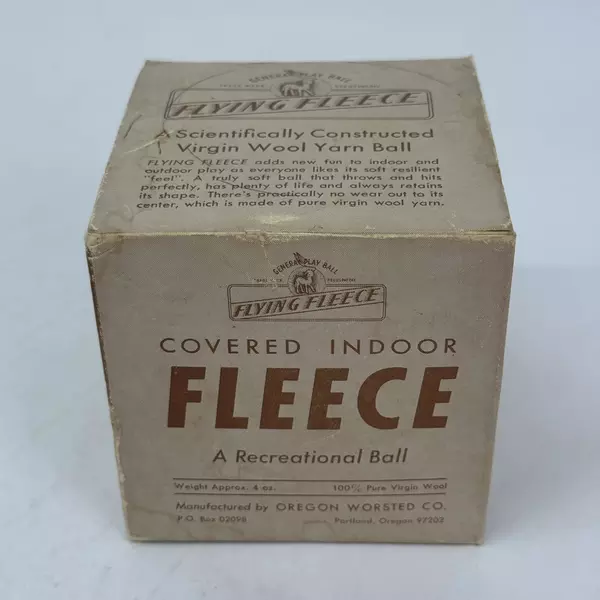 GENERAL PLAY BALL
TRADE MARK
FLYING FLEECE
A Scientifically Constructed
Virgin Wool Yarn Ball
FLYING FLEECE adds new fun to indoor and
outdoor play as everyone likes its soft resilient
"feel". A truly soft ball that throws and hits
perfectly, has plenty of life and always retains
its shape. There's practically no wear out to its
center, which is made of pure virgin wool yarn.
GENERAL PLAY BALL
FLYING FLEECE
COVERED INDOOR
FLEECE
A Recreational Ball
Weight Approx. 4 oz. 100% Pure Virgin Wool
Manufactured by OREGON WORSTED CO.
P.O. Box 02098 Portland, Oregon 97202